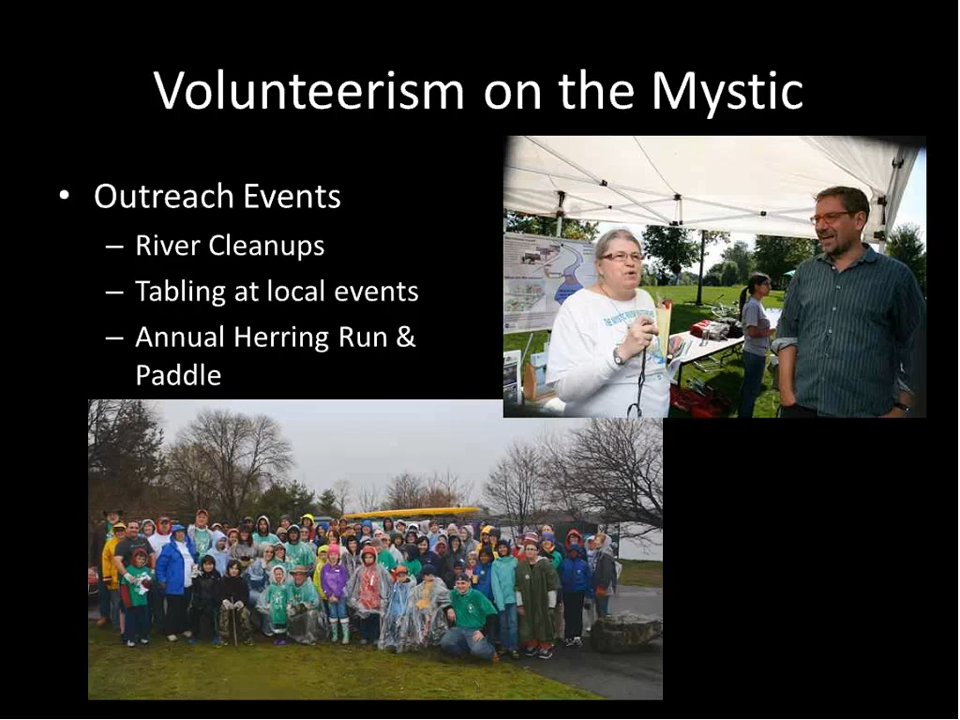 Volunteerism on the Mystic
• Outreach Events
– River Cleanups
– Tabling at local events
– Annual Herring Run &
Paddle